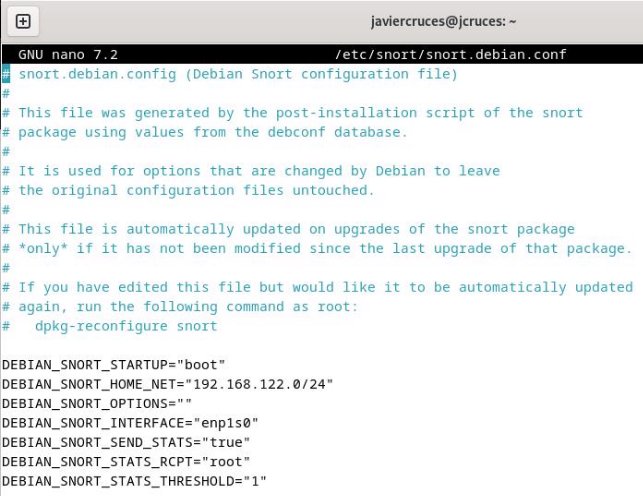 javiercruces@jcruces: ~
GNU nano 7.2 /etc/snort/snort.debian.conf
# snort.debian.config (Debian Snort configuration file)
#
# This file was generated by the post-installation script of the snort
# package using values from the debconf database.
#
# It is used for options that are changed by Debian to leave
# the original configuration files untouched.
#
# This file is automatically updated on upgrades of the snort package
# *only* if it has not been modified since the last upgrade of that package.
#
# If you have edited this file but would like it to be automatically updated
# again, run the following command as root:
#   dpkg-reconfigure snort
DEBIAN_SNORT_STARTUP="boot"
DEBIAN_SNORT_HOME_NET="192.168.122.0/24"
DEBIAN_SNORT_OPTIONS=""
DEBIAN_SNORT_INTERFACE="enp1s0"
DEBIAN_SNORT_SEND_STATS="true"
DEBIAN_SNORT_STATS_RCPT="root"
DEBIAN_SNORT_STATS_THRESHOLD="1"